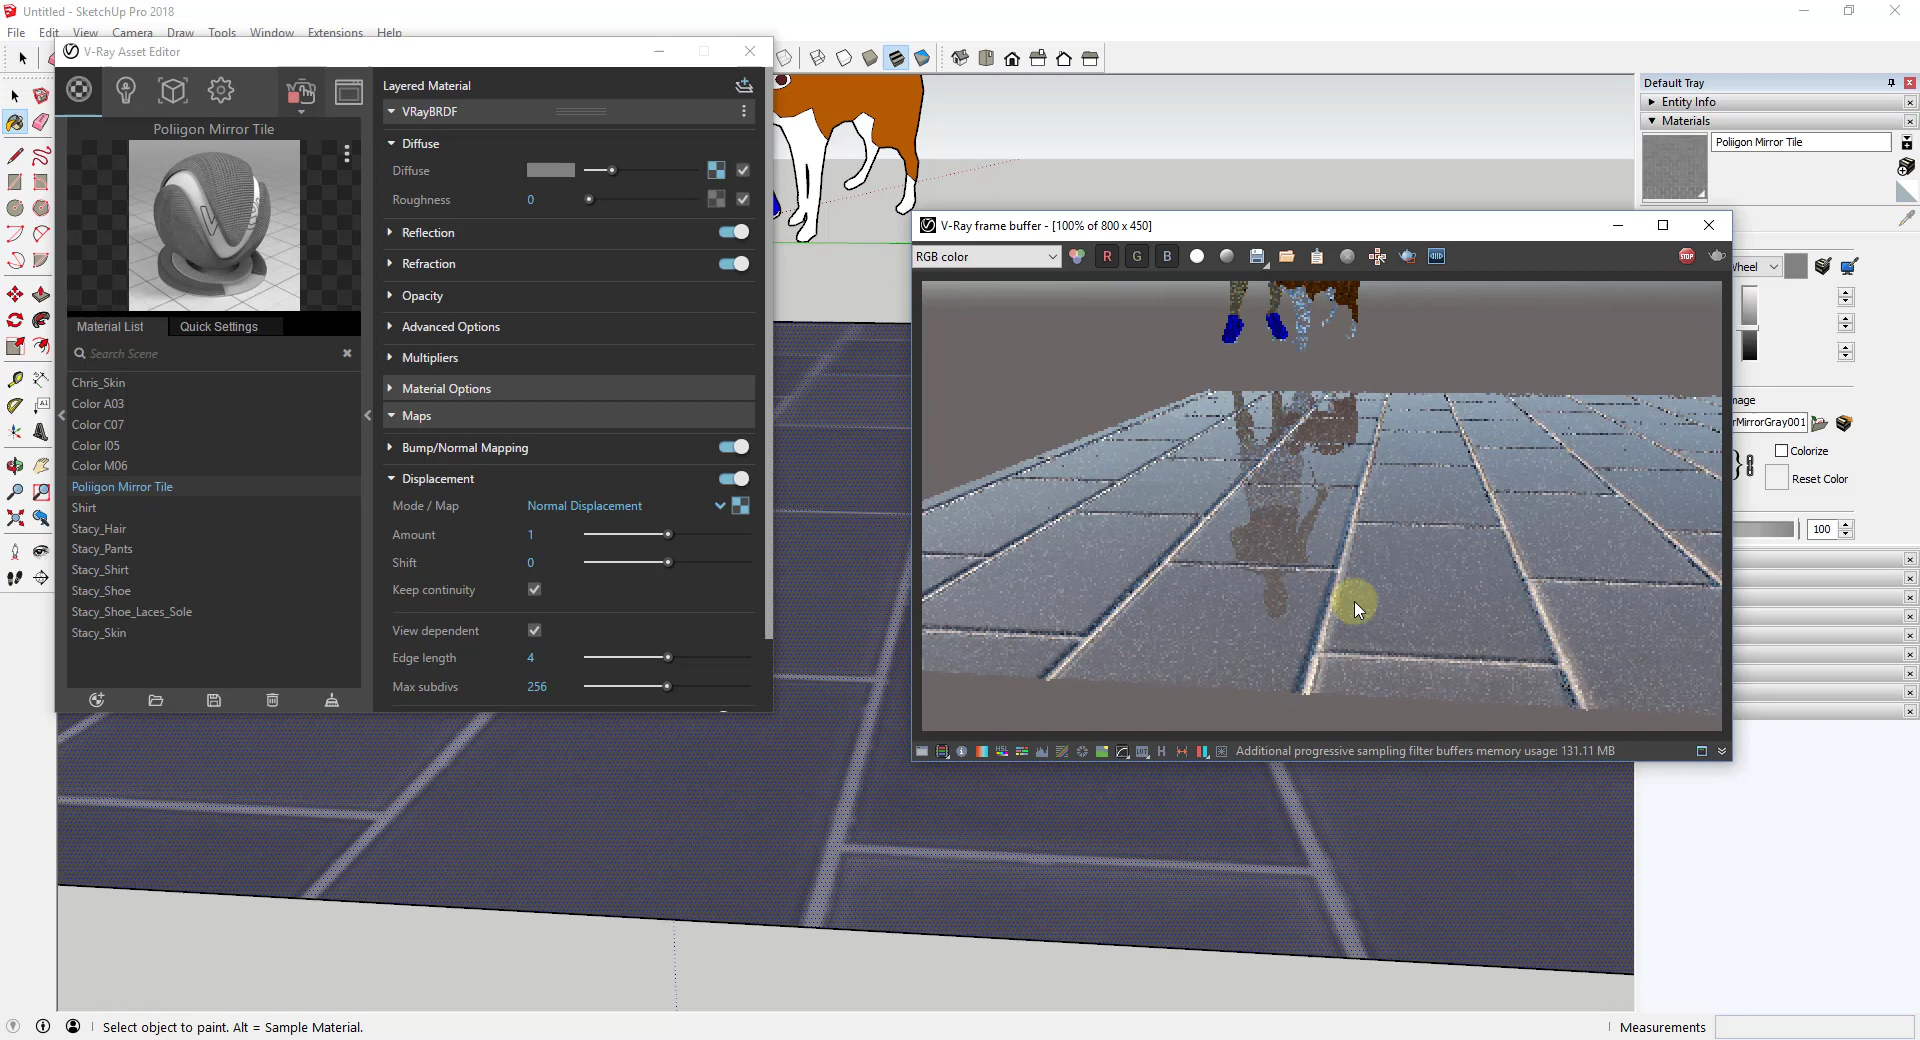 Untitled - SketchUp Pro 2018
File Edit View Camera Draw Tools Window Extensions Help
V-Ray Asset Editor
Poliigon Mirror Tile
Material List Quick Settings
Search Scene
Chris_Skin
Color A03
Color C07
Color I05
Color M06
Poliigon Mirror Tile
Shirt
Stacy_Hair
Stacy_Pants
Stacy_Shirt
Stacy_Shoe
Stacy_Shoe_Laces_Sole
Stacy_Skin
Layered Material
VRayBRDF
Diffuse
Diffuse
Roughness 0
Reflection
Refraction
Opacity
Advanced Options
Multipliers
Material Options
Maps
Bump/Normal Mapping
Displacement
Mode / Map Normal Displacement
Amount 1
Shift 0
Keep continuity
View dependent
Edge length 4
Max subdivs 256
V-Ray frame buffer - [100% of 800 x 450]
RGB color R G B STOP
H
Additional progressive sampling filter buffers memory usage: 131.11 MB
Default Tray
Entity Info
Materials
Poliigon Mirror Tile
heel
mage
rMirrorGray001
Colorize
Reset Color
100
Select object to paint. Alt = Sample Material.
Measurements